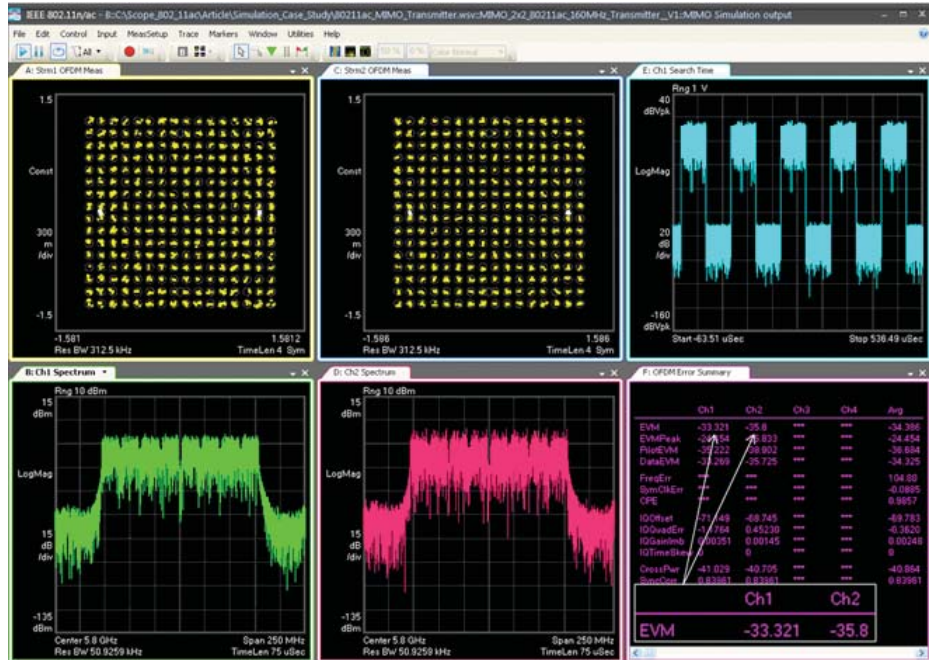 IEEE 802.11n/ac - B::C:\Scope_802_11ac\Article\Simulation_Case_Study\80211ac_MIMO_Transmitter.wsv::MIMO_2x2_80211ac_160MHz_Transmitter__V1::MIMO Simulation output
File Edit Control Input MeasSetup Trace Markers Window Utilities Help
All
50 % 0 % Color Normal
A: Strm1 OFDM Meas
1.5
Const
300
m
/div
-1.5
-1.581 1.5812
Res BW 312.5 kHz TimeLen 4 Sym
C: Strm2 OFDM Meas
1.5
Const
300
m
/div
-1.5
-1.586 1.586
Res BW 312.5 kHz TimeLen 4 Sym
E: Ch1 Search Time
Rng 1 V
40
dBVpk
LogMag
20
dB
/div
-160
dBVpk
Start -63.51 uSec Stop 536.49 uSec
B: Ch1 Spectrum
Rng 10 dBm
15
dBm
LogMag
15
dB
/div
-135
dBm
Center 5.8 GHz Span 250 MHz
Res BW 50.9259 kHz TimeLen 75 uSec
D: Ch2 Spectrum
Rng 10 dBm
15
dBm
LogMag
15
dB
/div
-135
dBm
Center 5.8 GHz Span 250 MHz
Res BW 50.9259 kHz TimeLen 75 uSec
F: OFDM Error Summary
Ch1 Ch2 Ch3 Ch4 Avg
EVM -33.321 -35.8 *** *** -34.386
EVMPeak *** *** -24.454
PilotEVM *** *** -36.684
DataEVM -35.725 *** *** -34.325
FreqErr *** *** *** 104.80
SymClkErr *** *** *** -0.0885
CPE *** *** *** 0.9857
IQOffset -68.745 *** *** -69.783
IQQuadErr 0.45230 *** *** -0.3620
IQGainImb 0.00145 *** *** 0.00248
IQTimeSkew 0 *** *** 0
CrossPwr -41.029 -40.705 *** *** -40.864
SyncCorr 0.83961 0.83961 *** *** 0.83961
Ch1 Ch2
EVM -33.321 -35.8